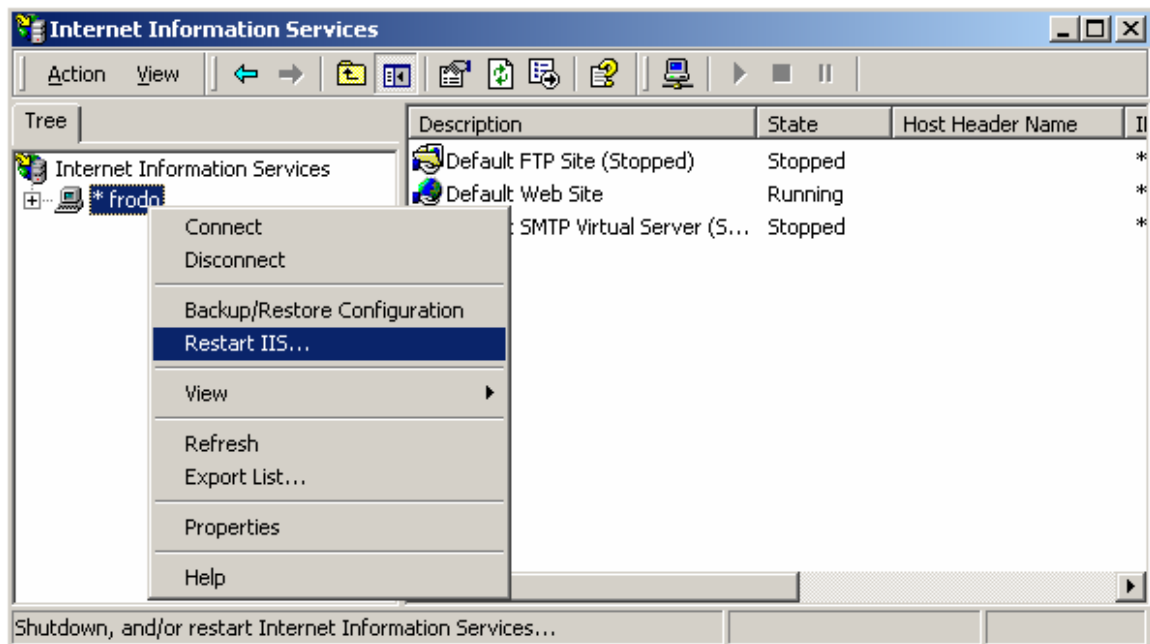 Internet Information Services
Action View
Tree
Description State Host Header Name
Internet Information Services
* frodo
Default FTP Site (Stopped) Stopped *
Default Web Site Running *
SMTP Virtual Server (S... Stopped *
Connect
Disconnect
Backup/Restore Configuration
Restart IIS...
View
Refresh
Export List...
Properties
Help
Shutdown, and/or restart Internet Information Services...